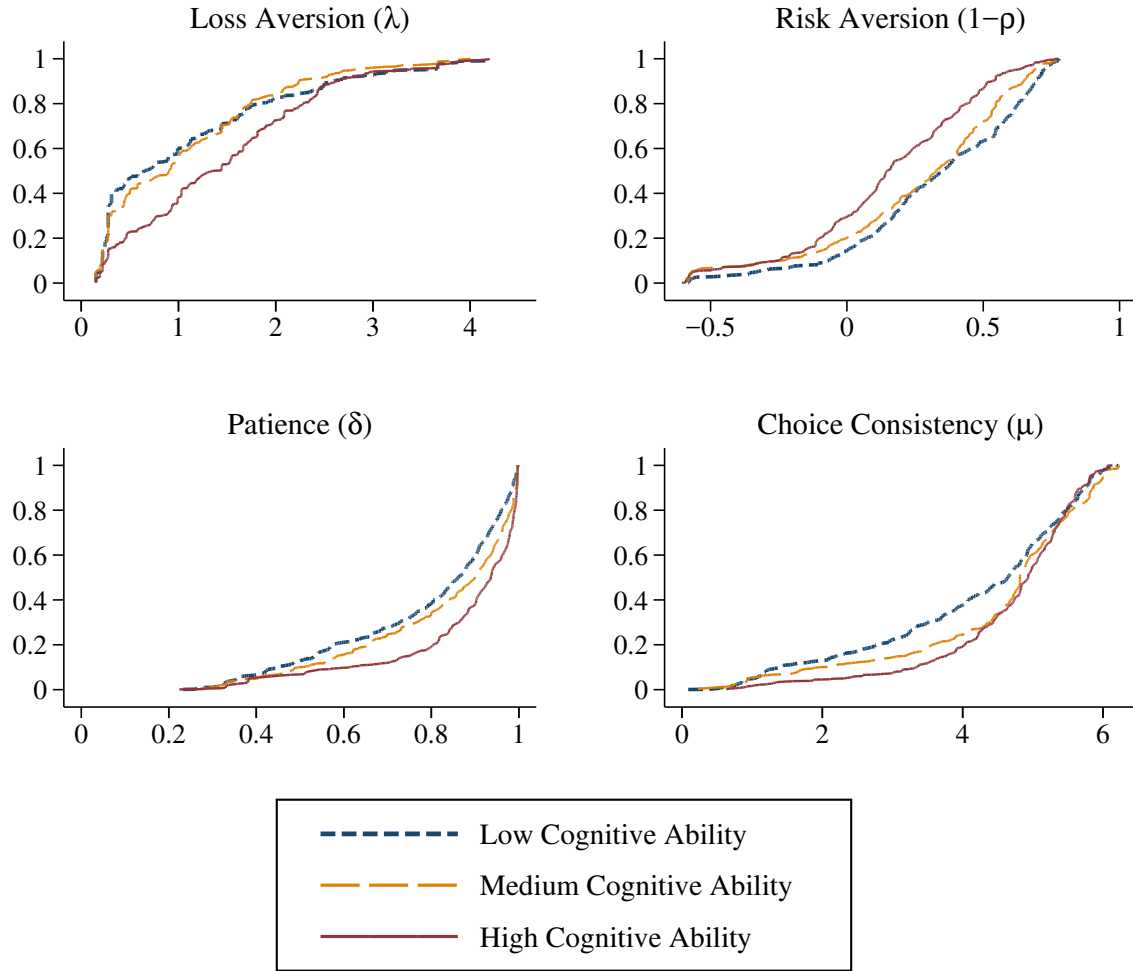 Loss Aversion (λ)
1
0.8
0.6
0.4
0.2
0
0 1 2 3 4
Risk Aversion (1−ρ)
1
0.8
0.6
0.4
0.2
0
−0.5 0 0.5 1
Patience (δ)
1
0.8
0.6
0.4
0.2
0
0 0.2 0.4 0.6 0.8 1
Choice Consistency (μ)
1
0.8
0.6
0.4
0.2
0
0 2 4 6
Low Cognitive Ability
Medium Cognitive Ability
High Cognitive Ability